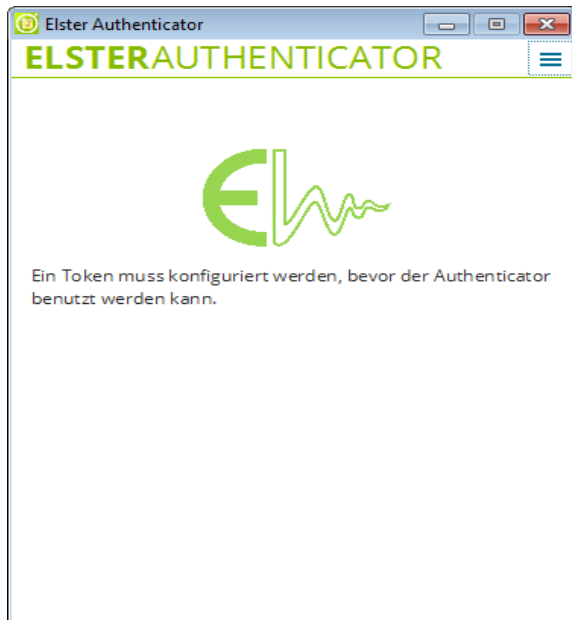 Elster Authenticator
ELSTERAUTHENTICATOR
Ein Token muss konfiguriert werden, bevor der Authenticator
benutzt werden kann.